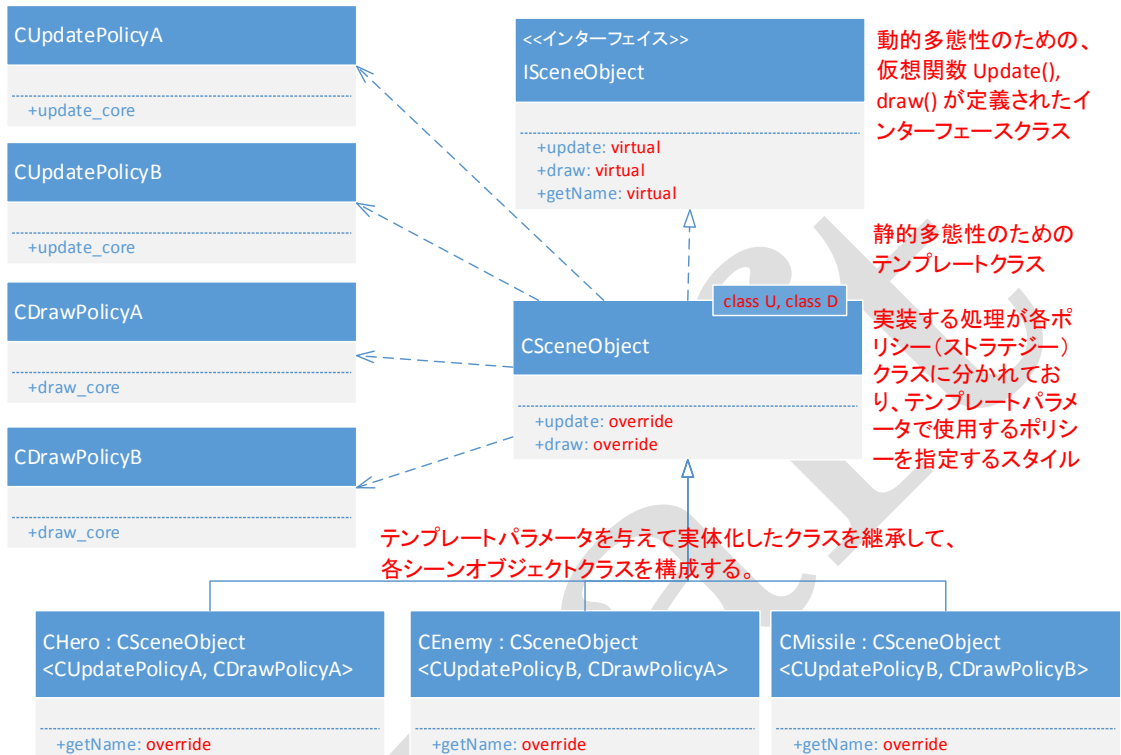 CUpdatePolicyA
+update_core
CUpdatePolicyB
+update_core
CDrawPolicyA
+draw_core
CDrawPolicyB
+draw_core
<<インターフェイス>>
ISceneObject
+update: virtual
+draw: virtual
+getName: virtual
動的多態性のための、
仮想関数 Update(),
draw() が定義されたイ
ンターフェースクラス
静的多態性のための
テンプレートクラス
class U, class D
CSceneObject
+update: override
+draw: override
実装する処理が各ポ
リシー（ストラテジー）
クラスに分かれてお
り、テンプレートパラメ
ータで使用するポリシ
ーを指定するスタイル
テンプレートパラメータを与えて実体化したクラスを継承して、
各シーンオブジェクトクラスを構成する。
CHero : CSceneObject
<CUpdatePolicyA, CDrawPolicyA>
+getName: override
CEnemy : CSceneObject
<CUpdatePolicyB, CDrawPolicyA>
+getName: override
CMissile : CSceneObject
<CUpdatePolicyB, CDrawPolicyB>
+getName: override